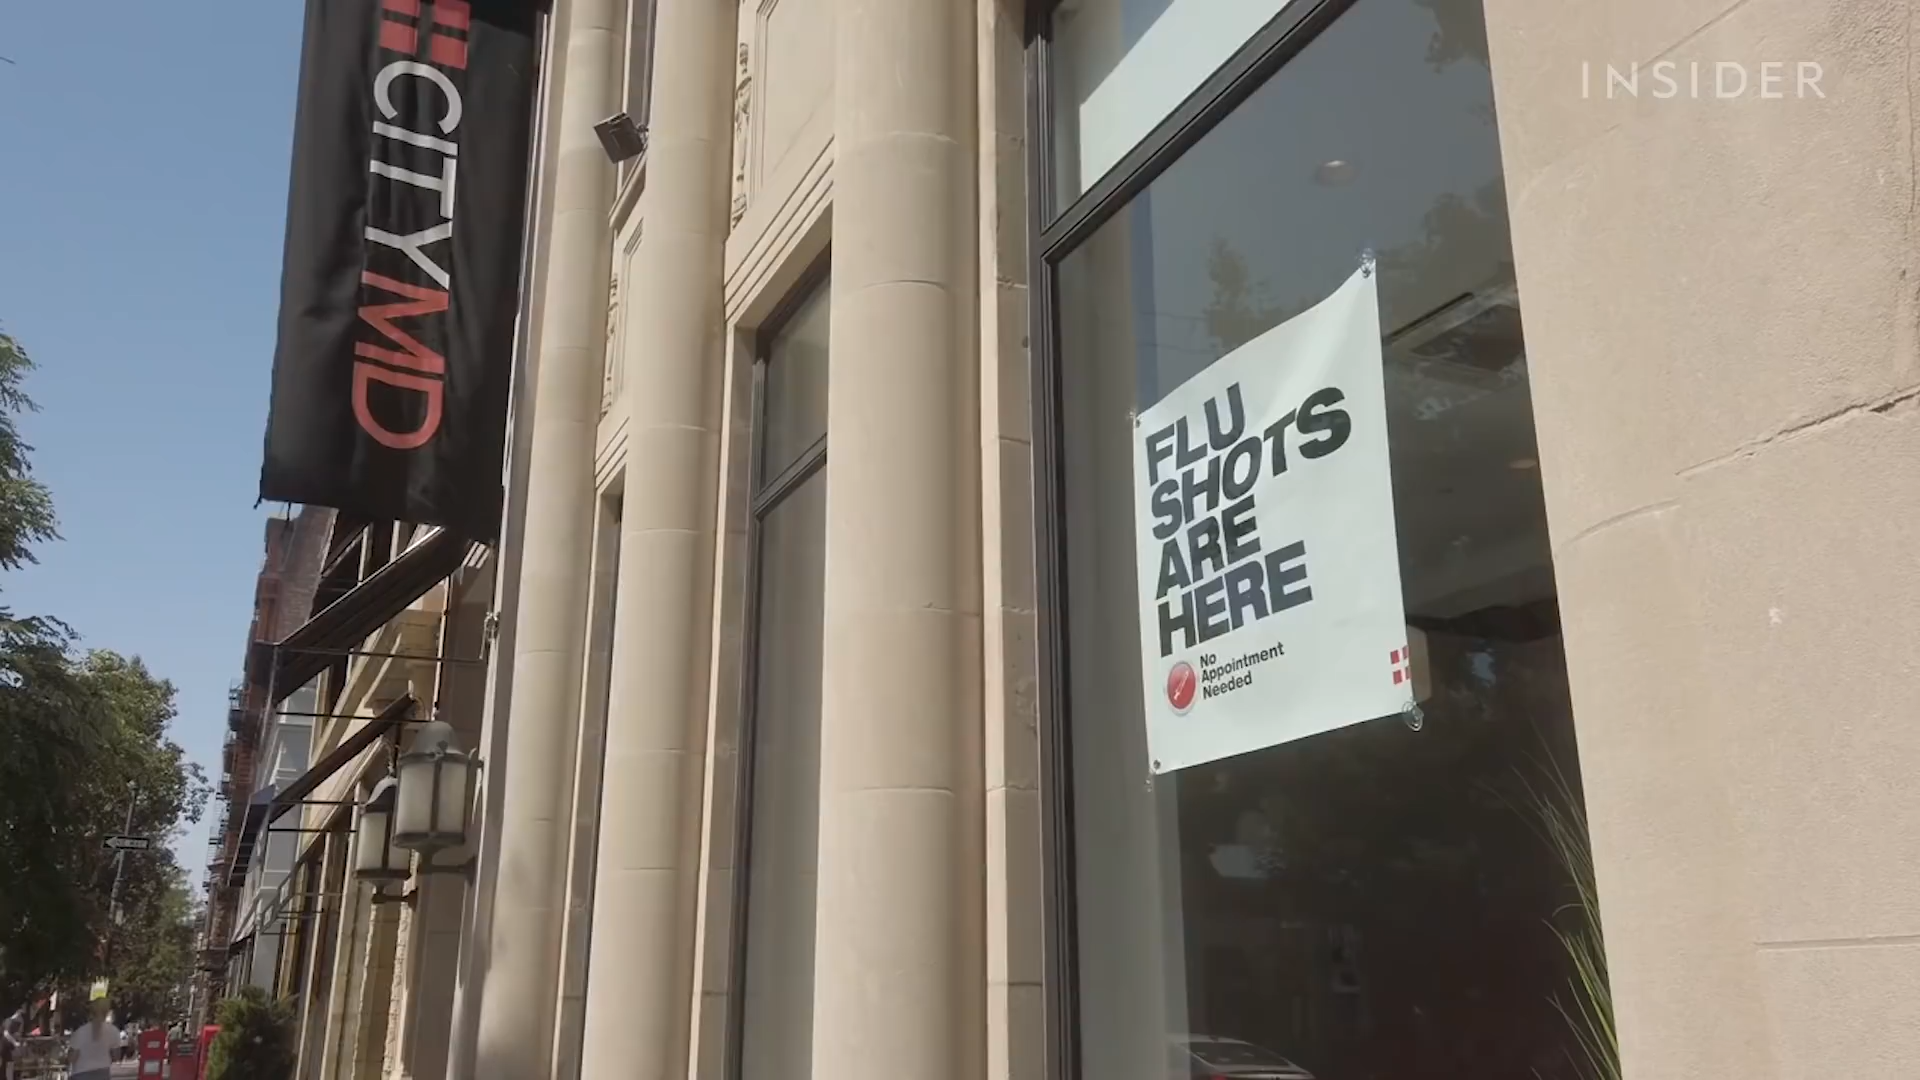 CITYMD
INSIDER
FLU
SHOTS
ARE
HERE
No
Appointment
Needed